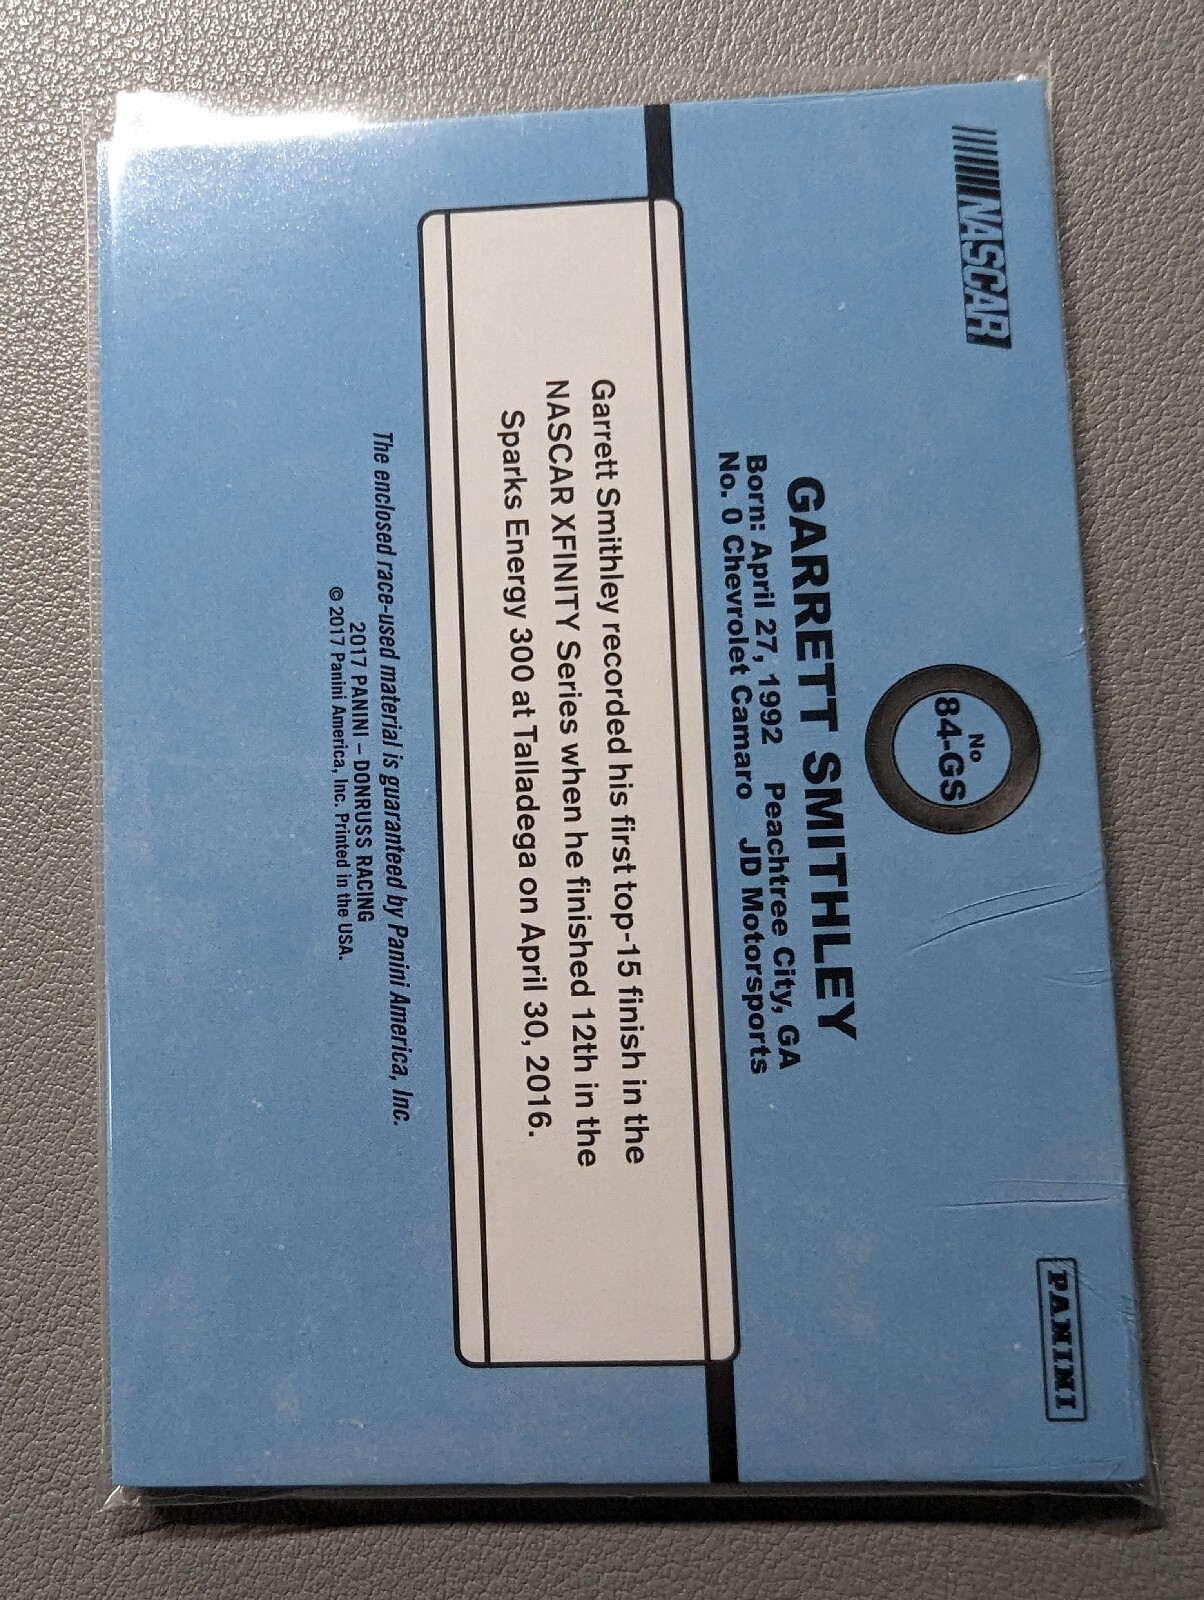 NASCAR
No
84-GS
PANINI
GARRETT SMITHLEY
Born: April 27, 1992 Peachtree City, GA
No. 0 Chevrolet Camaro JD Motorsports
Garrett Smithley recorded his first top-15 finish in the
NASCAR XFINITY Series when he finished 12th in the
Sparks Energy 300 at Talladega on April 30, 2016.
The enclosed race-used material is guaranteed by Panini America, Inc.
2017 PANINI – DONRUSS RACING
© 2017 Panini America, Inc. Printed in the USA.